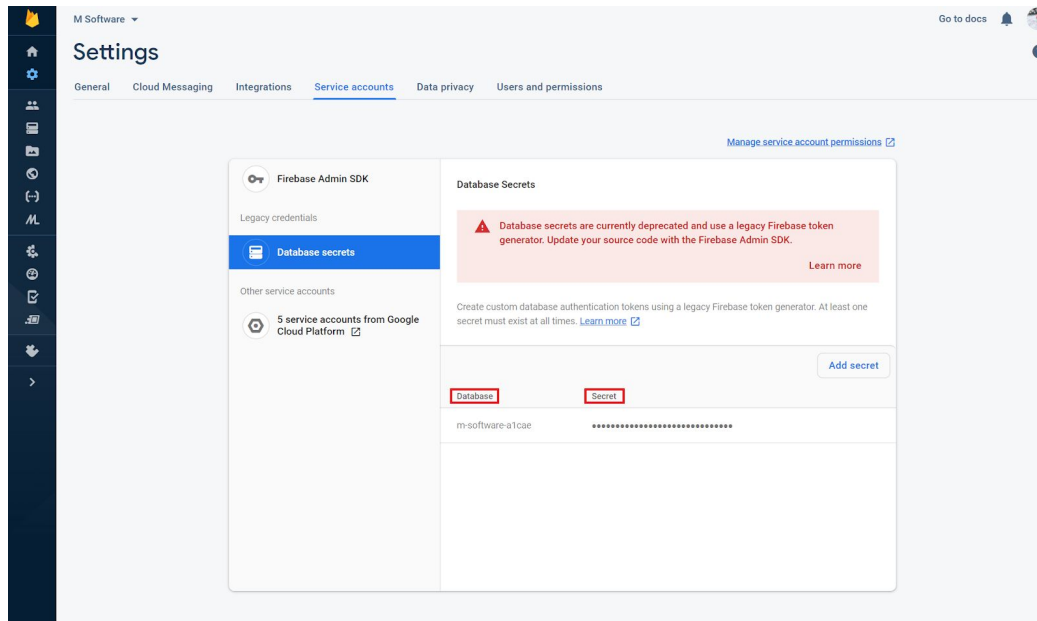 M Software
Go to docs
Settings
General Cloud Messaging Integrations Service accounts Data privacy Users and permissions
Manage service account permissions
Firebase Admin SDK
Legacy credentials
Database secrets
Other service accounts
5 service accounts from Google
Cloud Platform
Database Secrets
Database secrets are currently deprecated and use a legacy Firebase token
generator. Update your source code with the Firebase Admin SDK.
Learn more
Create custom database authentication tokens using a legacy Firebase token generator. At least one
secret must exist at all times. Learn more
Add secret
Database Secret
m-software-a1cae ••••••••••••••••••••••••••••••